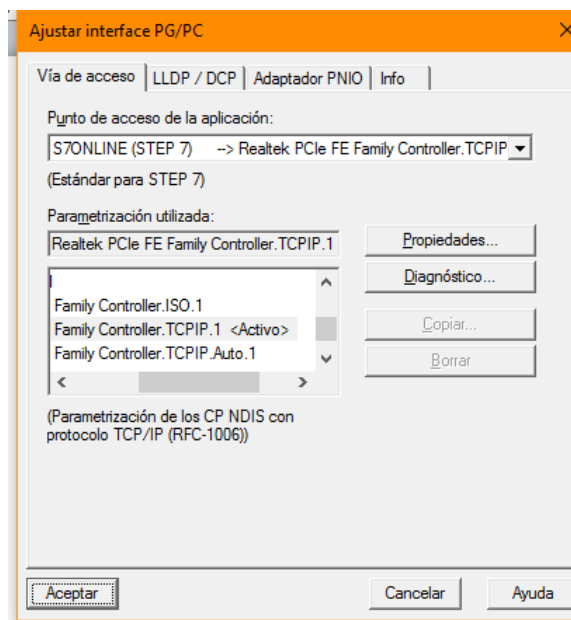 Ajustar interface PG/PC
Vía de acceso LLDP / DCP Adaptador PNIO Info
Punto de acceso de la aplicación:
S7ONLINE (STEP 7) --> Realtek PCIe FE Family Controller.TCPIP
(Estándar para STEP 7)
Parametrización utilizada:
Realtek PCIe FE Family Controller.TCPIP.1
Propiedades...
Diagnóstico...
Family Controller.ISO.1
Family Controller.TCPIP.1 <Activo>
Copiar...
Family Controller.TCPIP.Auto.1
Borrar
(Parametrización de los CP NDIS con
protocolo TCP/IP (RFC-1006))
Aceptar Cancelar Ayuda